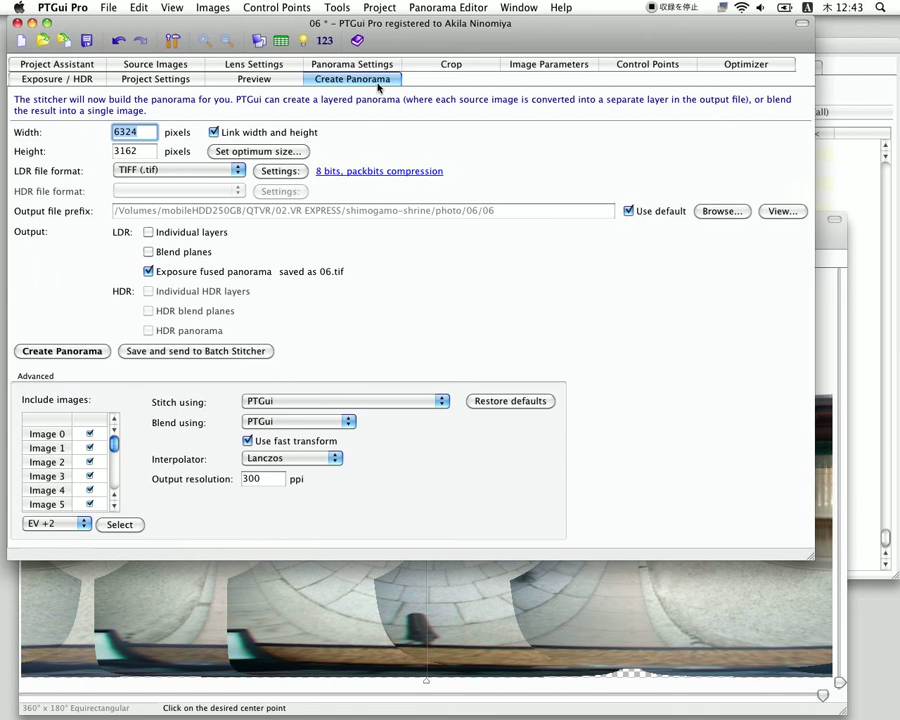 PTGui Pro File Edit View Images Control Points Tools Project Panorama Editor Window 収録を停止 A 木 12:43
06 * - PTGui Pro registered to Akila Ninomiya
123
Project Assistant Source Images Lens Settings Panorama Settings Crop Image Parameters Control Points Optimizer
Exposure / HDR Project Settings Preview Create Panorama
The stitcher will now build the panorama for you. PTGui can create a layered panorama (where each source image is converted into a separate layer in the output file), or blend
the result into a single image.
all)
Width: 6324 pixels Link width and height
Height: 3162 pixels Set optimum size...
LDR file format: TIFF (.tif) Settings: 8 bits, packbits compression
HDR file format: Settings:
Output file prefix: /Volumes/mobileHDD250GB/QTVR/02.VR EXPRESS/shimogamo-shrine/photo/06/06 Use default Browse... View...
Output: LDR: Individual layers
Blend planes
Exposure fused panorama saved as 06.tif
HDR: Individual HDR layers
HDR blend planes
HDR panorama
Create Panorama Save and send to Batch Stitcher
Advanced
Include images: Stitch using: PTGui Restore defaults
Blend using: PTGui
Image 0 Use fast transform
Image 1
Image 2 Interpolator: Lanczos
Image 3 Output resolution: 300 ppi
Image 4
Image 5
EV +2 Select
360° x 180° Equirectangular Click on the desired center point